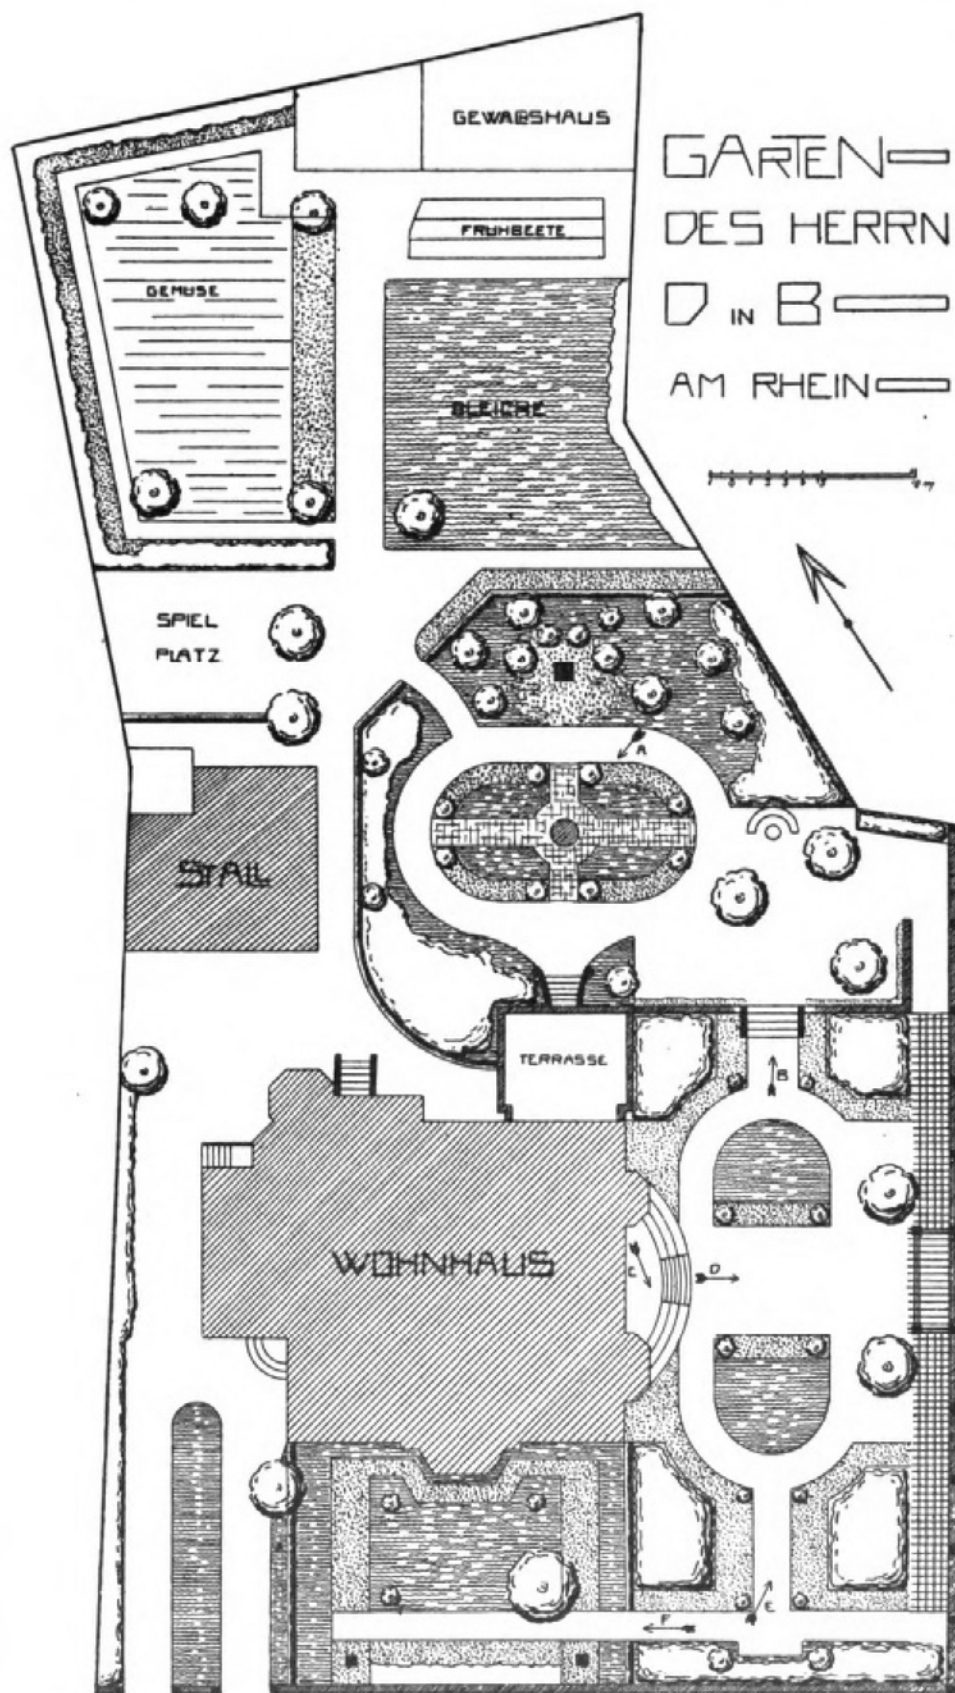 GARTEN
DES HERRN
D IN B
AM RHEIN
GEWÄCHSHAUS
FRÜHBEETE
GEMÜSE
BLEICHE
SPIEL
PLATZ
A
STALL
TERRASSE
B
WOHNHAUS
C
D
E
F